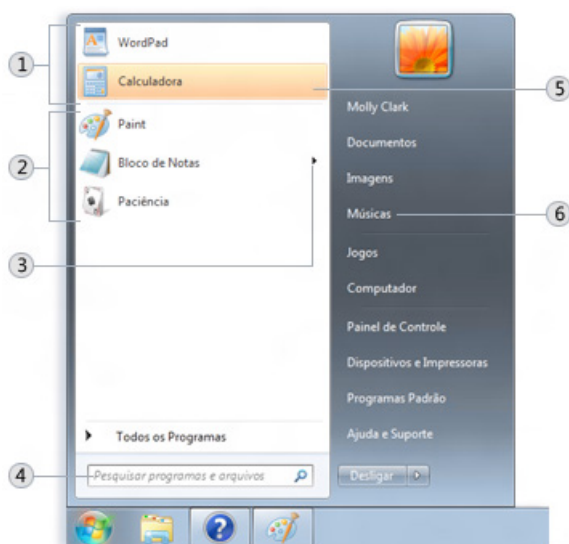 WordPad
Calculadora
Paint
Bloco de Notas
Paciência
Todos os Programas
Pesquisar programas e arquivos
Molly Clark
Documentos
Imagens
Músicas
Jogos
Computador
Painel de Controle
Dispositivos e Impressoras
Programas Padrão
Ajuda e Suporte
Desligar
1
2
3
4
5
6